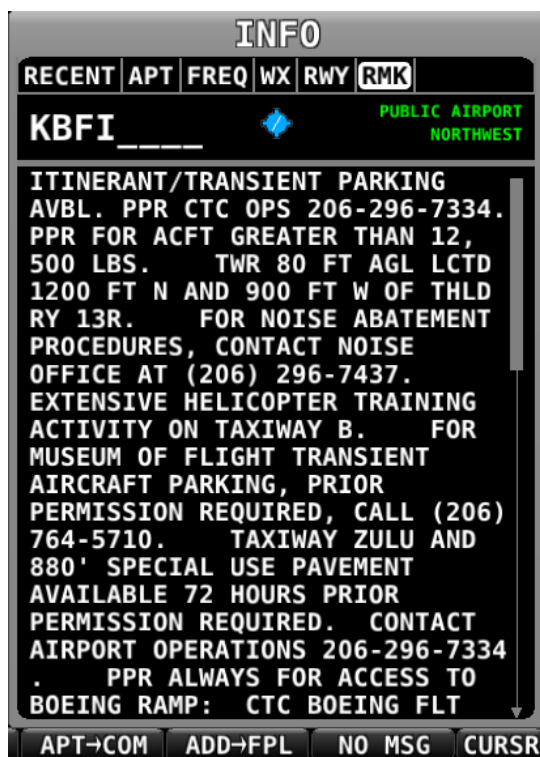 INFO
RECENT APT FREQ WX RWY RMK
KBFI____ PUBLIC AIRPORT
NORTHWEST
ITINERANT/TRANSIENT PARKING
AVBL. PPR CTC OPS 206-296-7334.
PPR FOR ACFT GREATER THAN 12,
500 LBS. TWR 80 FT AGL LCTD
1200 FT N AND 900 FT W OF THLD
RY 13R. FOR NOISE ABATEMENT
PROCEDURES, CONTACT NOISE
OFFICE AT (206) 296-7437.
EXTENSIVE HELICOPTER TRAINING
ACTIVITY ON TAXIWAY B. FOR
MUSEUM OF FLIGHT TRANSIENT
AIRCRAFT PARKING, PRIOR
PERMISSION REQUIRED, CALL (206)
764-5710. TAXIWAY ZULU AND
880' SPECIAL USE PAVEMENT
AVAILABLE 72 HOURS PRIOR
PERMISSION REQUIRED. CONTACT
AIRPORT OPERATIONS 206-296-7334
. PPR ALWAYS FOR ACCESS TO
BOEING RAMP: CTC BOEING FLT
APT→COM ADD→FPL NO MSG CURSR